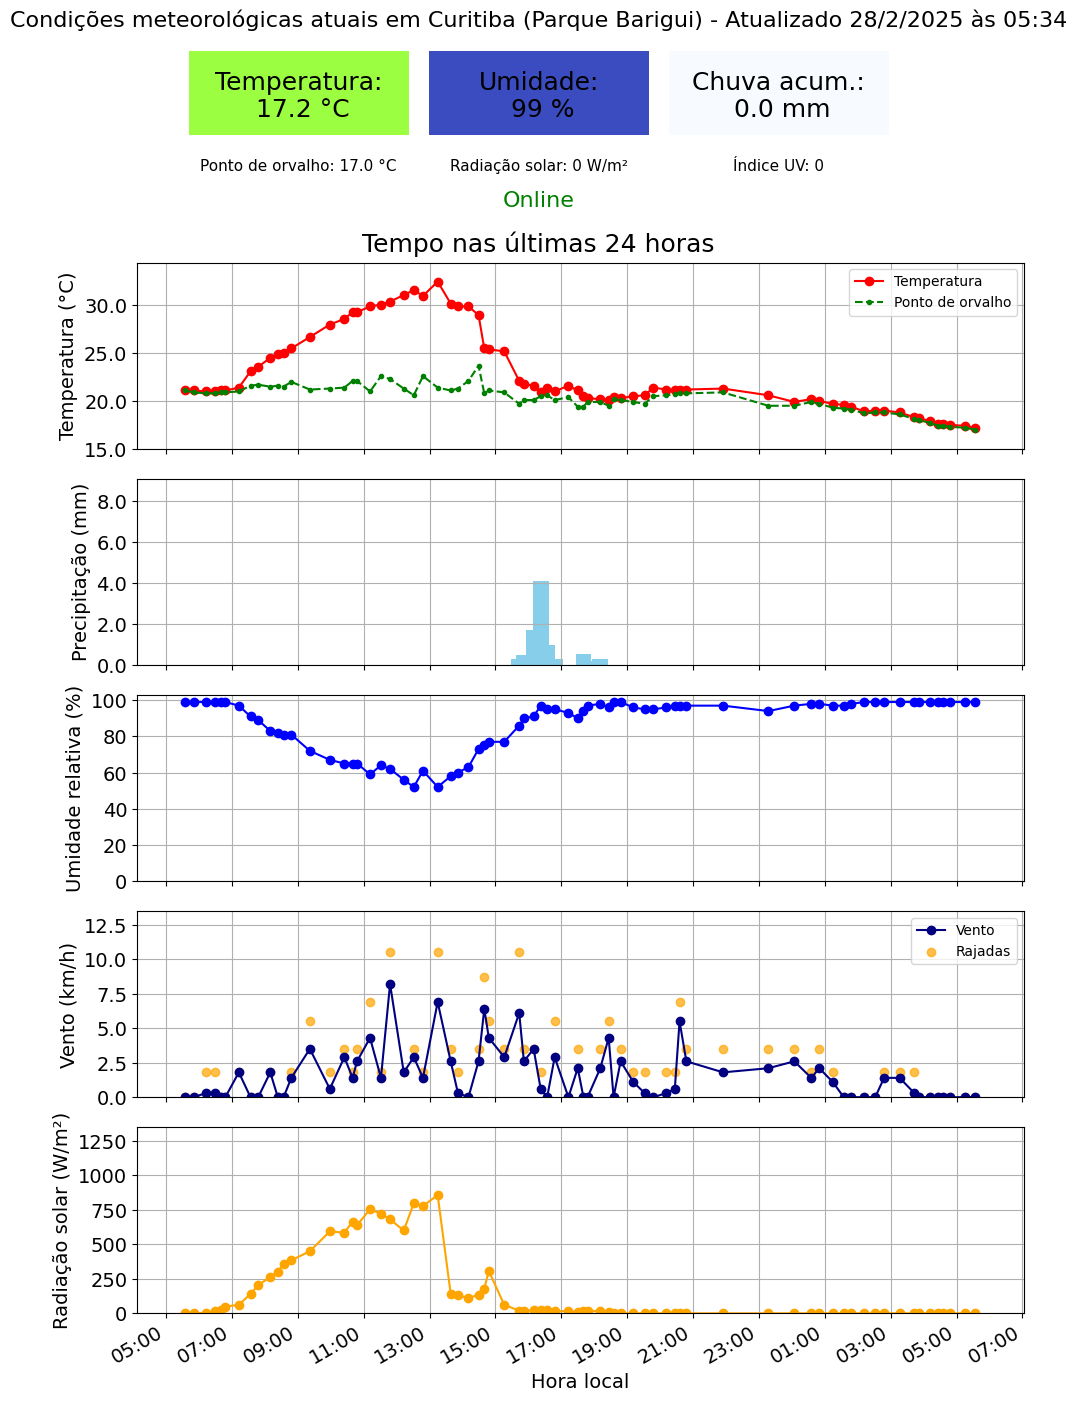 Condições meteorológicas atuais em Curitiba (Parque Barigui) - Atualizado 28/2/2025 às 05:34
Temperatura:
17.2 °C
Umidade:
99 %
Chuva acum.:
0.0 mm
Ponto de orvalho: 17.0 °C
Radiação solar: 0 W/m²
Índice UV: 0
Online
Tempo nas últimas 24 horas
Temperatura (°C)
30.0
25.0
20.0
15.0
Temperatura
Ponto de orvalho
Precipitação (mm)
8.0
6.0
4.0
2.0
0.0
Umidade relativa (%)
100
80
60
40
20
0
Vento (km/h)
12.5
10.0
7.5
5.0
2.5
0.0
Vento
Rajadas
Radiação solar (W/m²)
1250
1000
750
500
250
0
05:00
07:00
09:00
11:00
13:00
15:00
17:00
19:00
21:00
23:00
01:00
03:00
05:00
07:00
Hora local